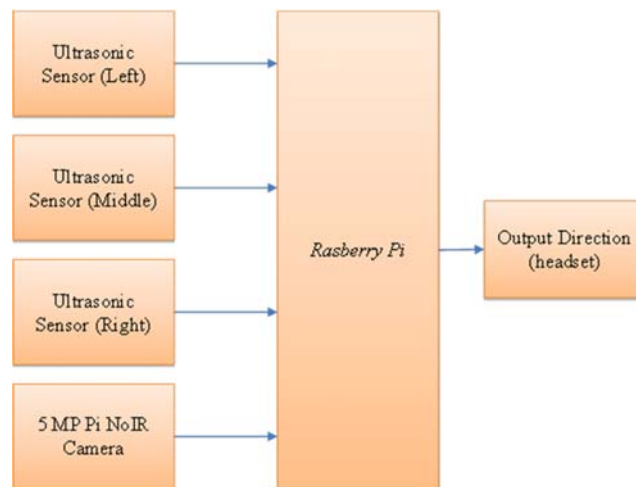 Ultrasonic
Sensor (Left)
Ultrasonic
Sensor (Middle)
Ultrasonic
Sensor (Right)
5 MP Pi NoIR
Camera
Rasberry Pi
Output Direction
(headset)